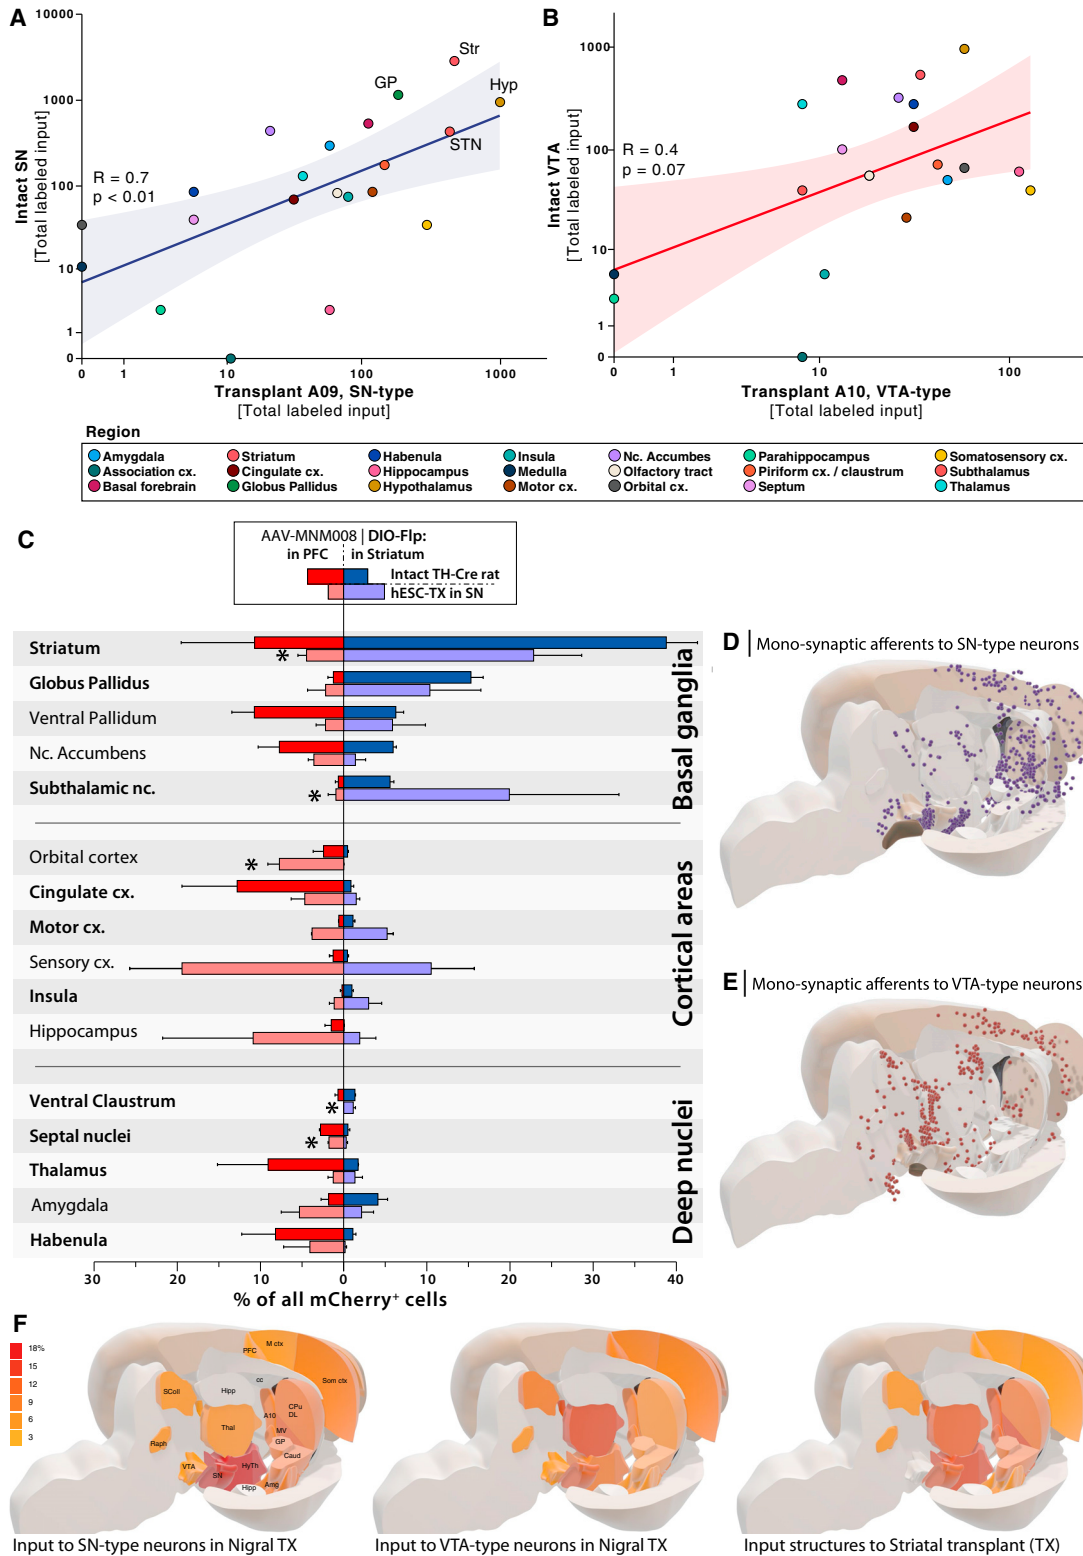 A
10000
1000
100
10
1
0
Intact SN
[Total labeled input]
R = 0.7
p < 0.01
Str
GP
Hyp
STN
0 1 10 100 1000
Transplant A09, SN-type
[Total labeled input]
B
1000
100
10
1
0
Intact VTA
[Total labeled input]
R = 0.4
p = 0.07
0 1 10 100
Transplant A10, VTA-type
[Total labeled input]
Region
Amygdala Striatum Habenula Insula Nc. Accumbes Parahippocampus Somatosensory cx.
Association cx. Cingulate cx. Hippocampus Medulla Olfactory tract Piriform cx. / claustrum Subthalamus
Basal forebrain Globus Pallidus Hypothalamus Motor cx. Orbital cx. Septum Thalamus
C
AAV-MNM008 | DIO-Flp:
in PFC in Striatum
Intact TH-Cre rat
hESC-TX in SN
Striatum
*
Globus Pallidus
Ventral Pallidum
Nc. Accumbens
Subthalamic nc.
*
Basal ganglia
Orbital cortex
*
Cingulate cx.
Motor cx.
Sensory cx.
Insula
Hippocampus
Cortical areas
Ventral Claustrum
*
Septal nuclei
*
Thalamus
Amygdala
Habenula
Deep nuclei
30 20 10 0 10 20 30 40
% of all mCherry⁺ cells
D Mono-synaptic afferents to SN-type neurons
E Mono-synaptic afferents to VTA-type neurons
F
18%
15
12
9
6
3
M ctx
PFC
cc
SColl
Hipp
Som ctx
CPu
DL
A10
Thal
MV
GP
Raph
Caud
VTA
HyTh
SN
Amg
Hipp
Input to SN-type neurons in Nigral TX
Input to VTA-type neurons in Nigral TX
Input structures to Striatal transplant (TX)